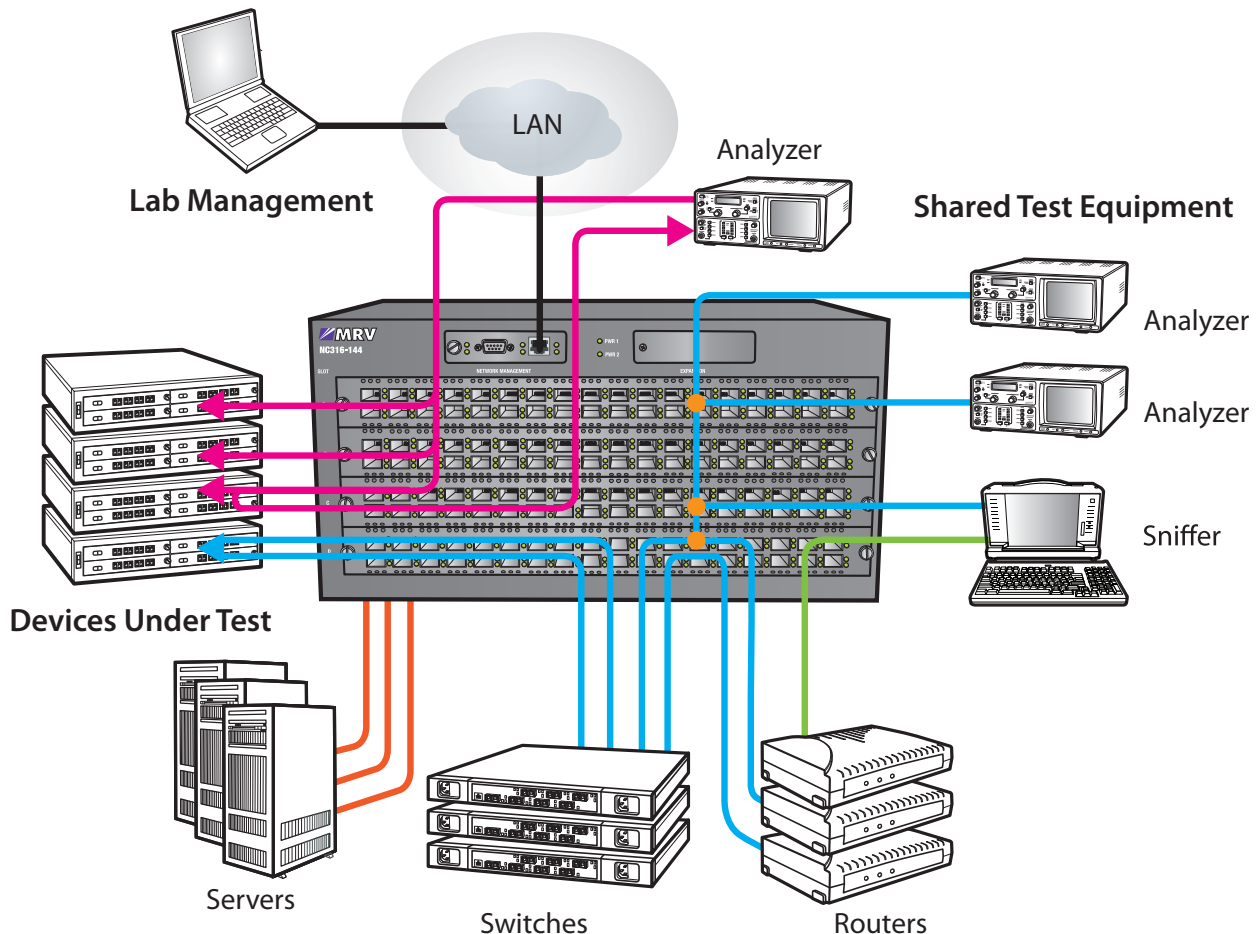 LAN
Analyzer
Lab Management
Shared Test Equipment
Analyzer
MRV
NC316-144
PWR 1
PWR 2
SLOT
NETWORK MANAGEMENT
EXPANSION
Analyzer
Sniffer
Devices Under Test
Servers
Switches
Routers